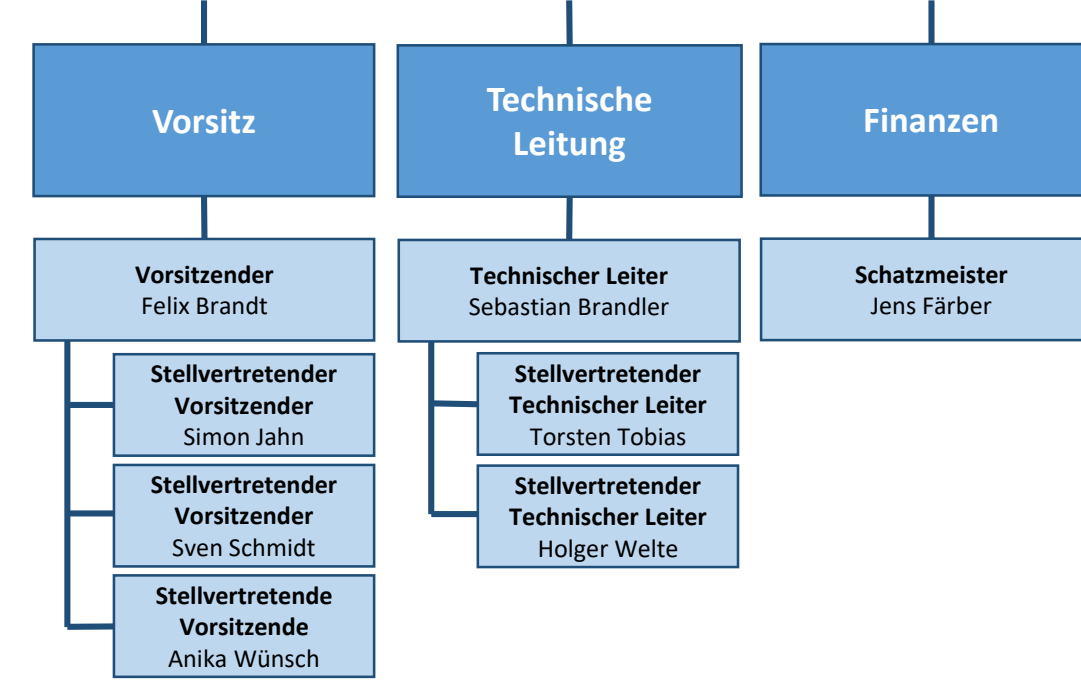 Vorsitz
Vorsitzender
Felix Brandt
Stellvertretender
Vorsitzender
Simon Jahn
Stellvertretender
Vorsitzender
Sven Schmidt
Stellvertretende
Vorsitzende
Anika Wünsch
Technische
Leitung
Technischer Leiter
Sebastian Brandler
Stellvertretender
Technischer Leiter
Torsten Tobias
Stellvertretender
Technischer Leiter
Holger Welte
Finanzen
Schatzmeister
Jens Färber